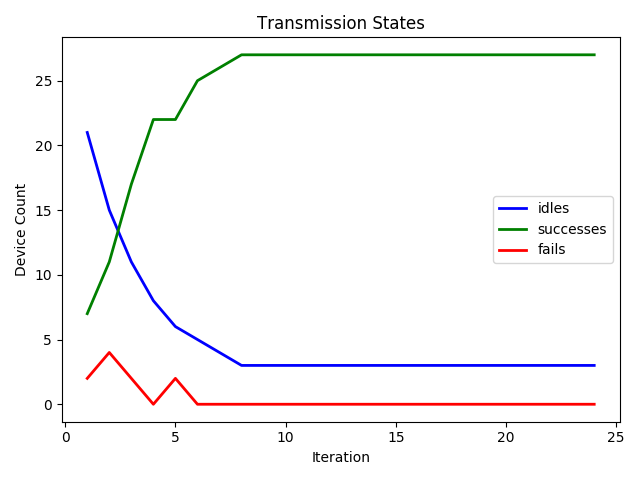 Transmission States
Device Count
25
20
15
10
5
0
idles
successes
fails
0 5 10 15 20 25
Iteration